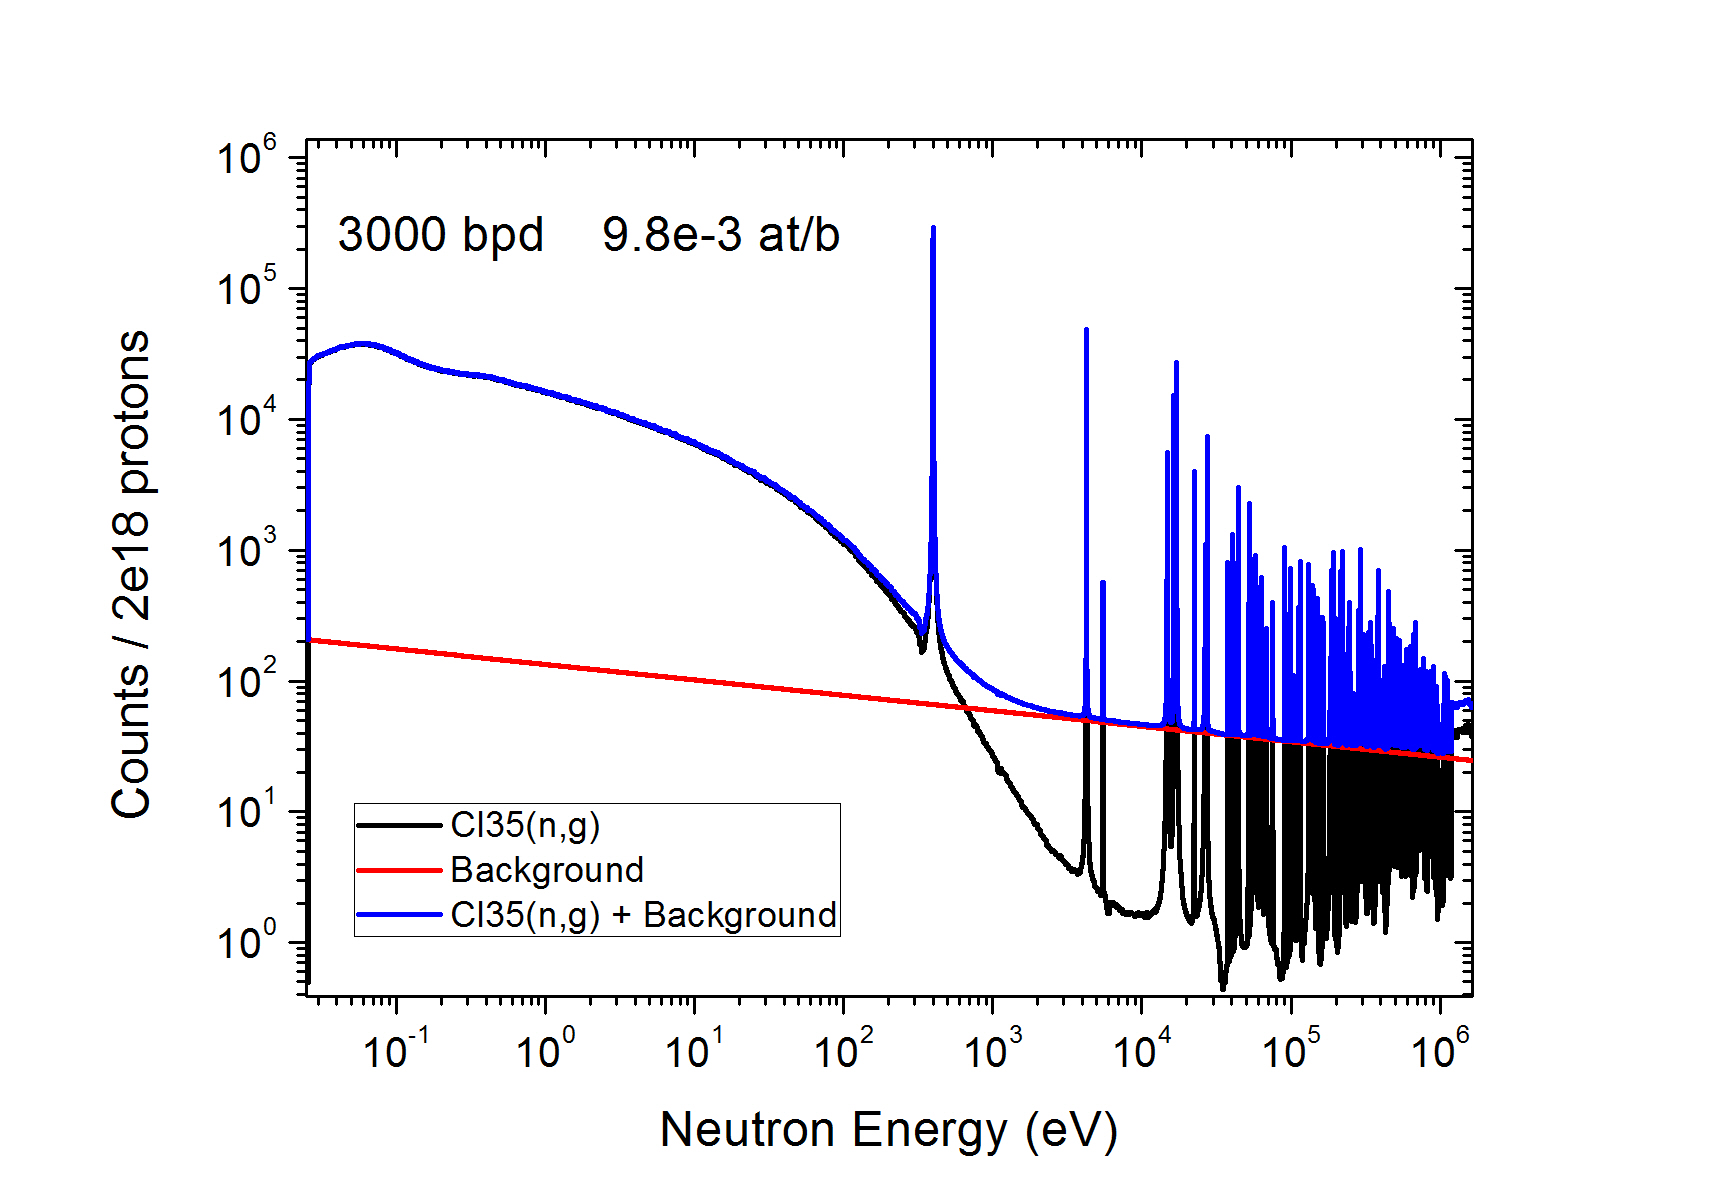 3000 bpd 9.8e-3 at/b
Counts / 2e18 protons
10^6
10^5
10^4
10^3
10^2
10^1
10^0
Cl35(n,g)
Background
Cl35(n,g) + Background
10^-1 10^0 10^1 10^2 10^3 10^4 10^5 10^6
Neutron Energy (eV)